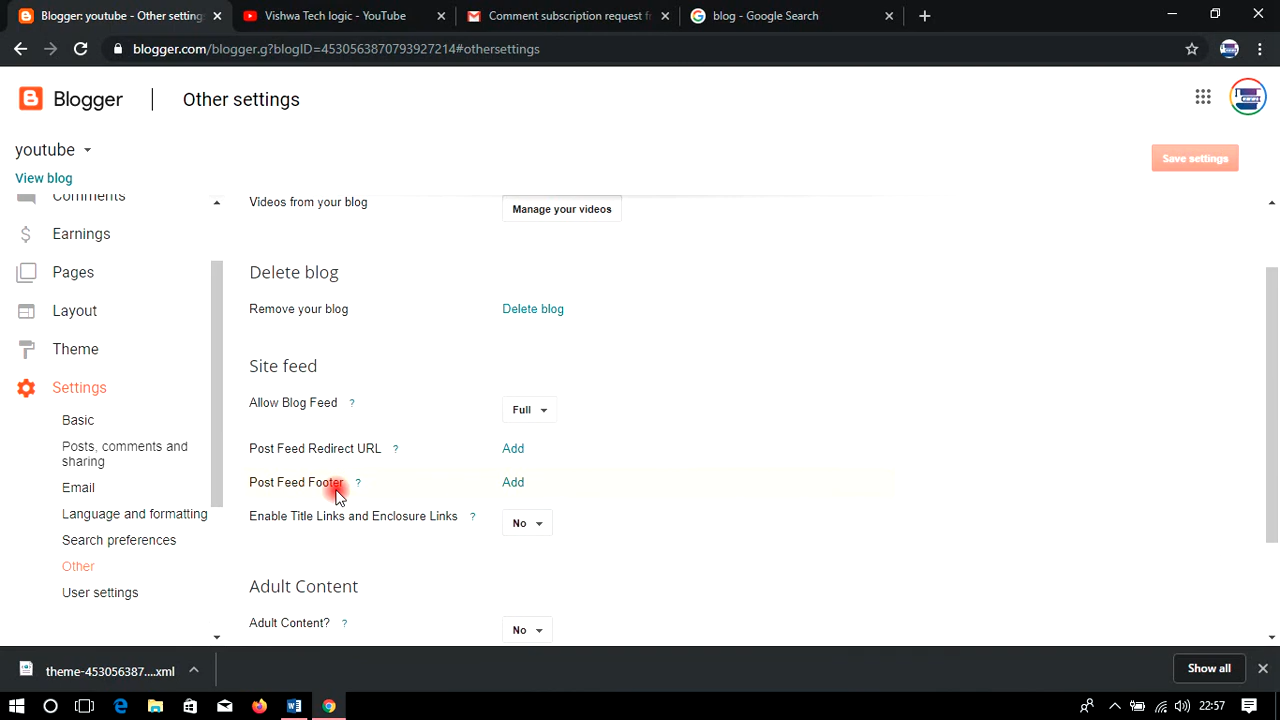 Blogger: youtube - Other setting
Vishwa Tech logic - YouTube
Comment subscription request f
blog - Google Search
blogger.com/blogger.g?blogID=4530563870793927214#othersettings
Blogger
Other settings
youtube
View blog
Save settings
Comments
Earnings
Pages
Layout
Theme
Settings
Basic
Posts, comments and
sharing
Email
Language and formatting
Search preferences
Other
User settings
Videos from your blog
Manage your videos
Delete blog
Remove your blog
Delete blog
Site feed
Allow Blog Feed ?
Full
Post Feed Redirect URL ?
Add
Post Feed Footer ?
Add
Enable Title Links and Enclosure Links ?
No
Adult Content
Adult Content? ?
No
theme-453056387....xml
Show all
22:57